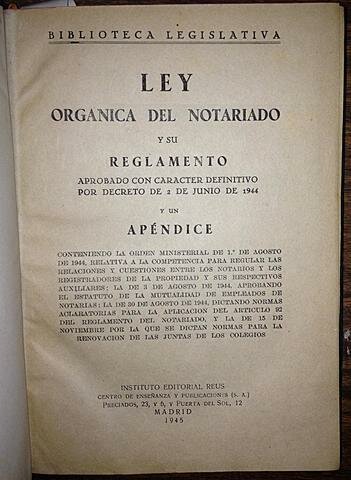 BIBLIOTECA LEGISLATIVA
LEY
ORGANICA DEL NOTARIADO
Y SU
REGLAMENTO
APROBADO CON CARACTER DEFINITIVO
POR DECRETO DE 2 DE JUNIO DE 1944
Y UN
APÉNDICE
CONTENIENDO LA ORDEN MINISTERIAL DE 1.º DE AGOSTO
DE 1944, RELATIVA A LA COMPETENCIA PARA REGULAR LAS
RELACIONES Y CUESTIONES ENTRE LOS NOTARIOS Y LOS
REGISTRADORES DE LA PROPIEDAD Y SUS RESPECTIVOS
AUXILIARES; LA DE 3 DE AGOSTO DE 1944, APROBANDO
EL ESTATUTO DE LA MUTUALIDAD DE EMPLEADOS DE
NOTARIAS; LA DE 30 DE AGOSTO DE 1944, DICTANDO NORMAS
ACLARATORIAS PARA LA APLICACION DEL ARTICULO 92
DEL REGLAMENTO DEL NOTARIADO, Y LA DE 15 DE
NOVIEMBRE POR LA QUE SE DICTAN NORMAS PARA LA
RENOVACION DE LAS JUNTAS DE LOS COLEGIOS
INSTITUTO EDITORIAL REUS
CENTRO DE ENSEÑANZA Y PUBLICACIONES (S. A.)
PRECIADOS, 23, Y 6, Y PUERTA DEL SOL, 12
MADRID
1945